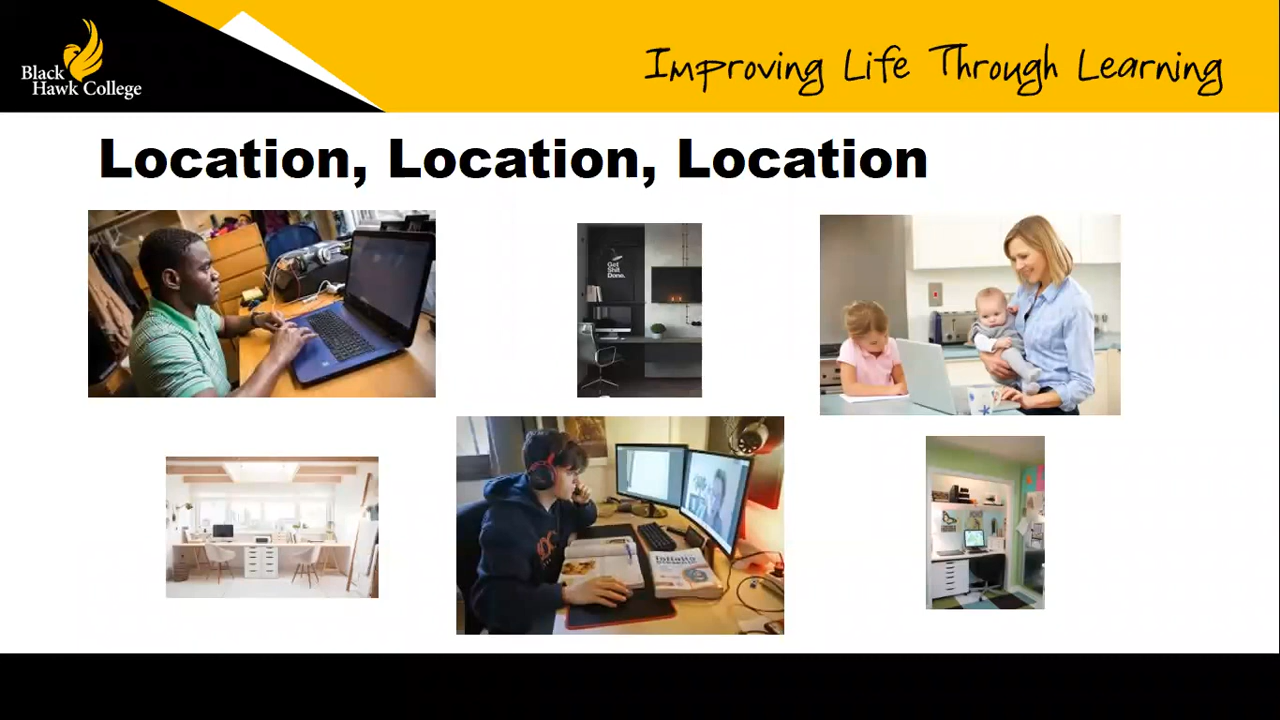 Black
Hawk College
Improving Life Through Learning
Location, Location, Location
Get
Shit
Done.